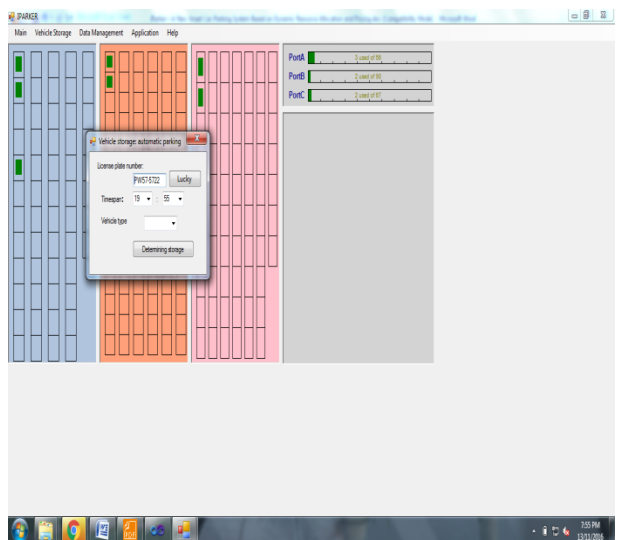 IPARKER
Main Vehicle Storage Data Management Application Help
PortA 3 used of 66
PortB 2 used of 80
PortC 2 used of 67
Vehicle storage: automatic parking
License plate number:
PW57-5722 Lucky
Timespan: 19 : 55
Vehicle type
Determining storage
7:55 PM
13/11/2016